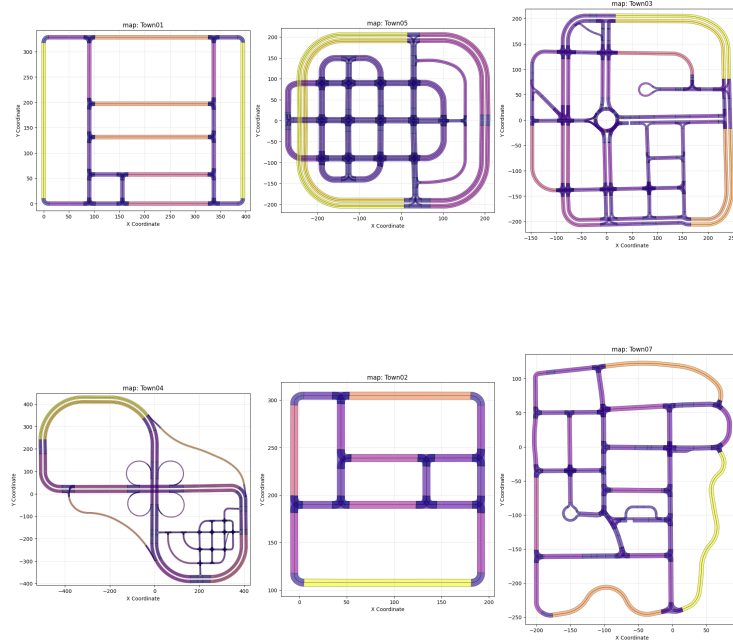 map: Town01
Y Coordinate
300
250
200
150
100
50
0
0 50 100 150 200 250 300 350 400
X Coordinate
map: Town05
Y Coordinate
200
150
100
50
0
−50
−100
−150
−200
−200 −100 0 100 200
X Coordinate
map: Town03
Y Coordinate
200
150
100
50
0
−50
−100
−150
−200
−150 −100 −50 0 50 100 150 200
X Coordinate
map: Town04
Y Coordinate
400
300
200
100
0
−100
−200
−300
−400
−400 −200 0 200 400
X Coordinate
map: Town02
Y Coordinate
300
250
200
150
100
0 50 100 150 200
X Coordinate
map: Town07
Y Coordinate
100
50
0
−50
−100
−150
−200
−250
−200 −150 −100 −50 0 50
X Coordinate